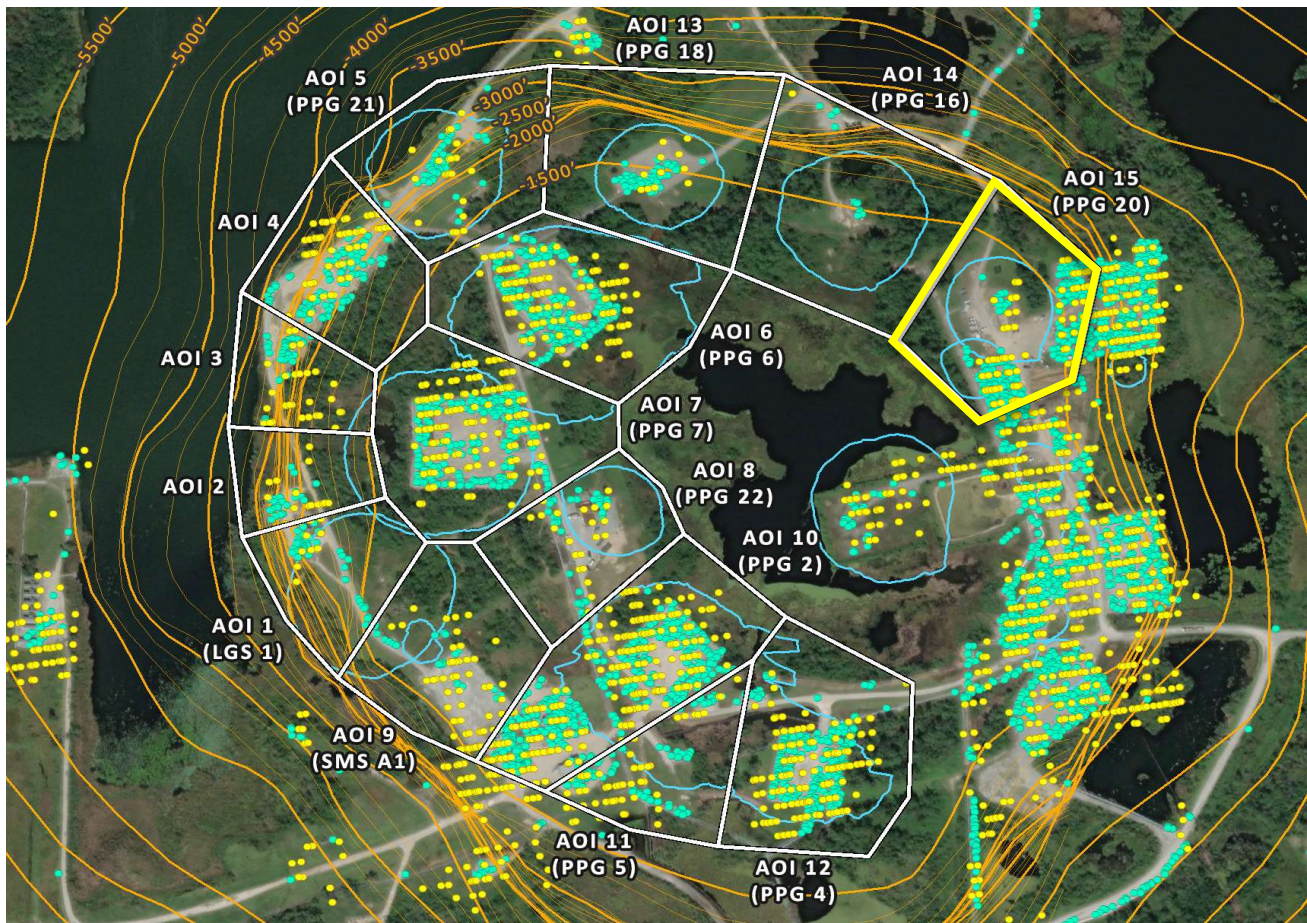 AOI 13
(PPG 18)
-5500'
-5000'
-4500'
-4000'
-3500'
AOI 5
(PPG 21)
AOI 14
(PPG 16)
-3000'
-2500'
-2000'
-1500'
AOI 15
(PPG 20)
AOI 4
AOI 3
AOI 6
(PPG 6)
AOI 7
(PPG 7)
AOI 2
AOI 8
(PPG 22)
AOI 10
(PPG 2)
AOI 1
(LGS 1)
AOI 9
(SMS A1)
AOI 11
(PPG 5)
AOI 12
(PPG 4)